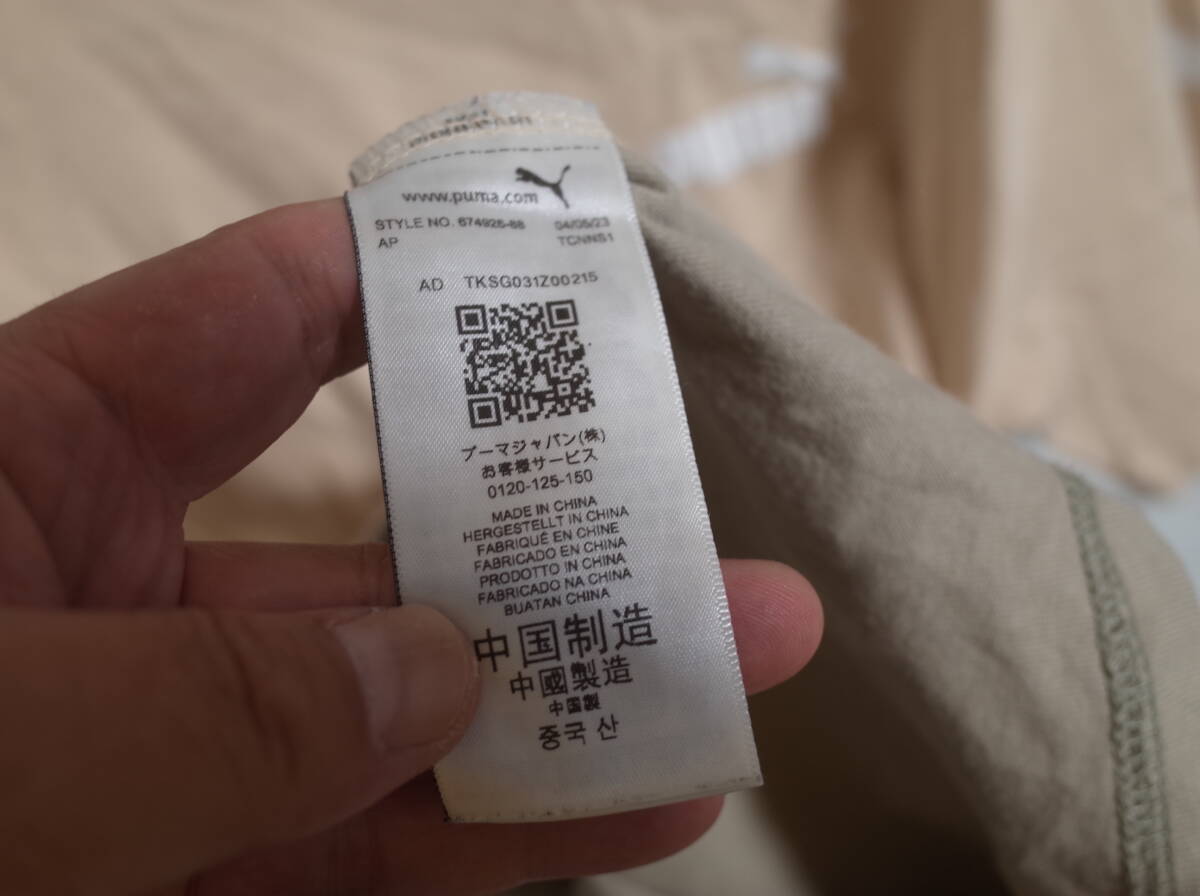 www.puma.com
STYLE NO. 674926-88 04/05/23
AP TCNNS1
AD TKSG031Z00215
プーマジャパン(株)
お客様サービス
0120-125-150
MADE IN CHINA
HERGESTELLT IN CHINA
FABRIQUÉ EN CHINE
FABRICADO EN CHINA
PRODOTTO IN CHINA
FABRICADO NA CHINA
BUATAN CHINA
中国制造
中國製造
中国製
중국 산